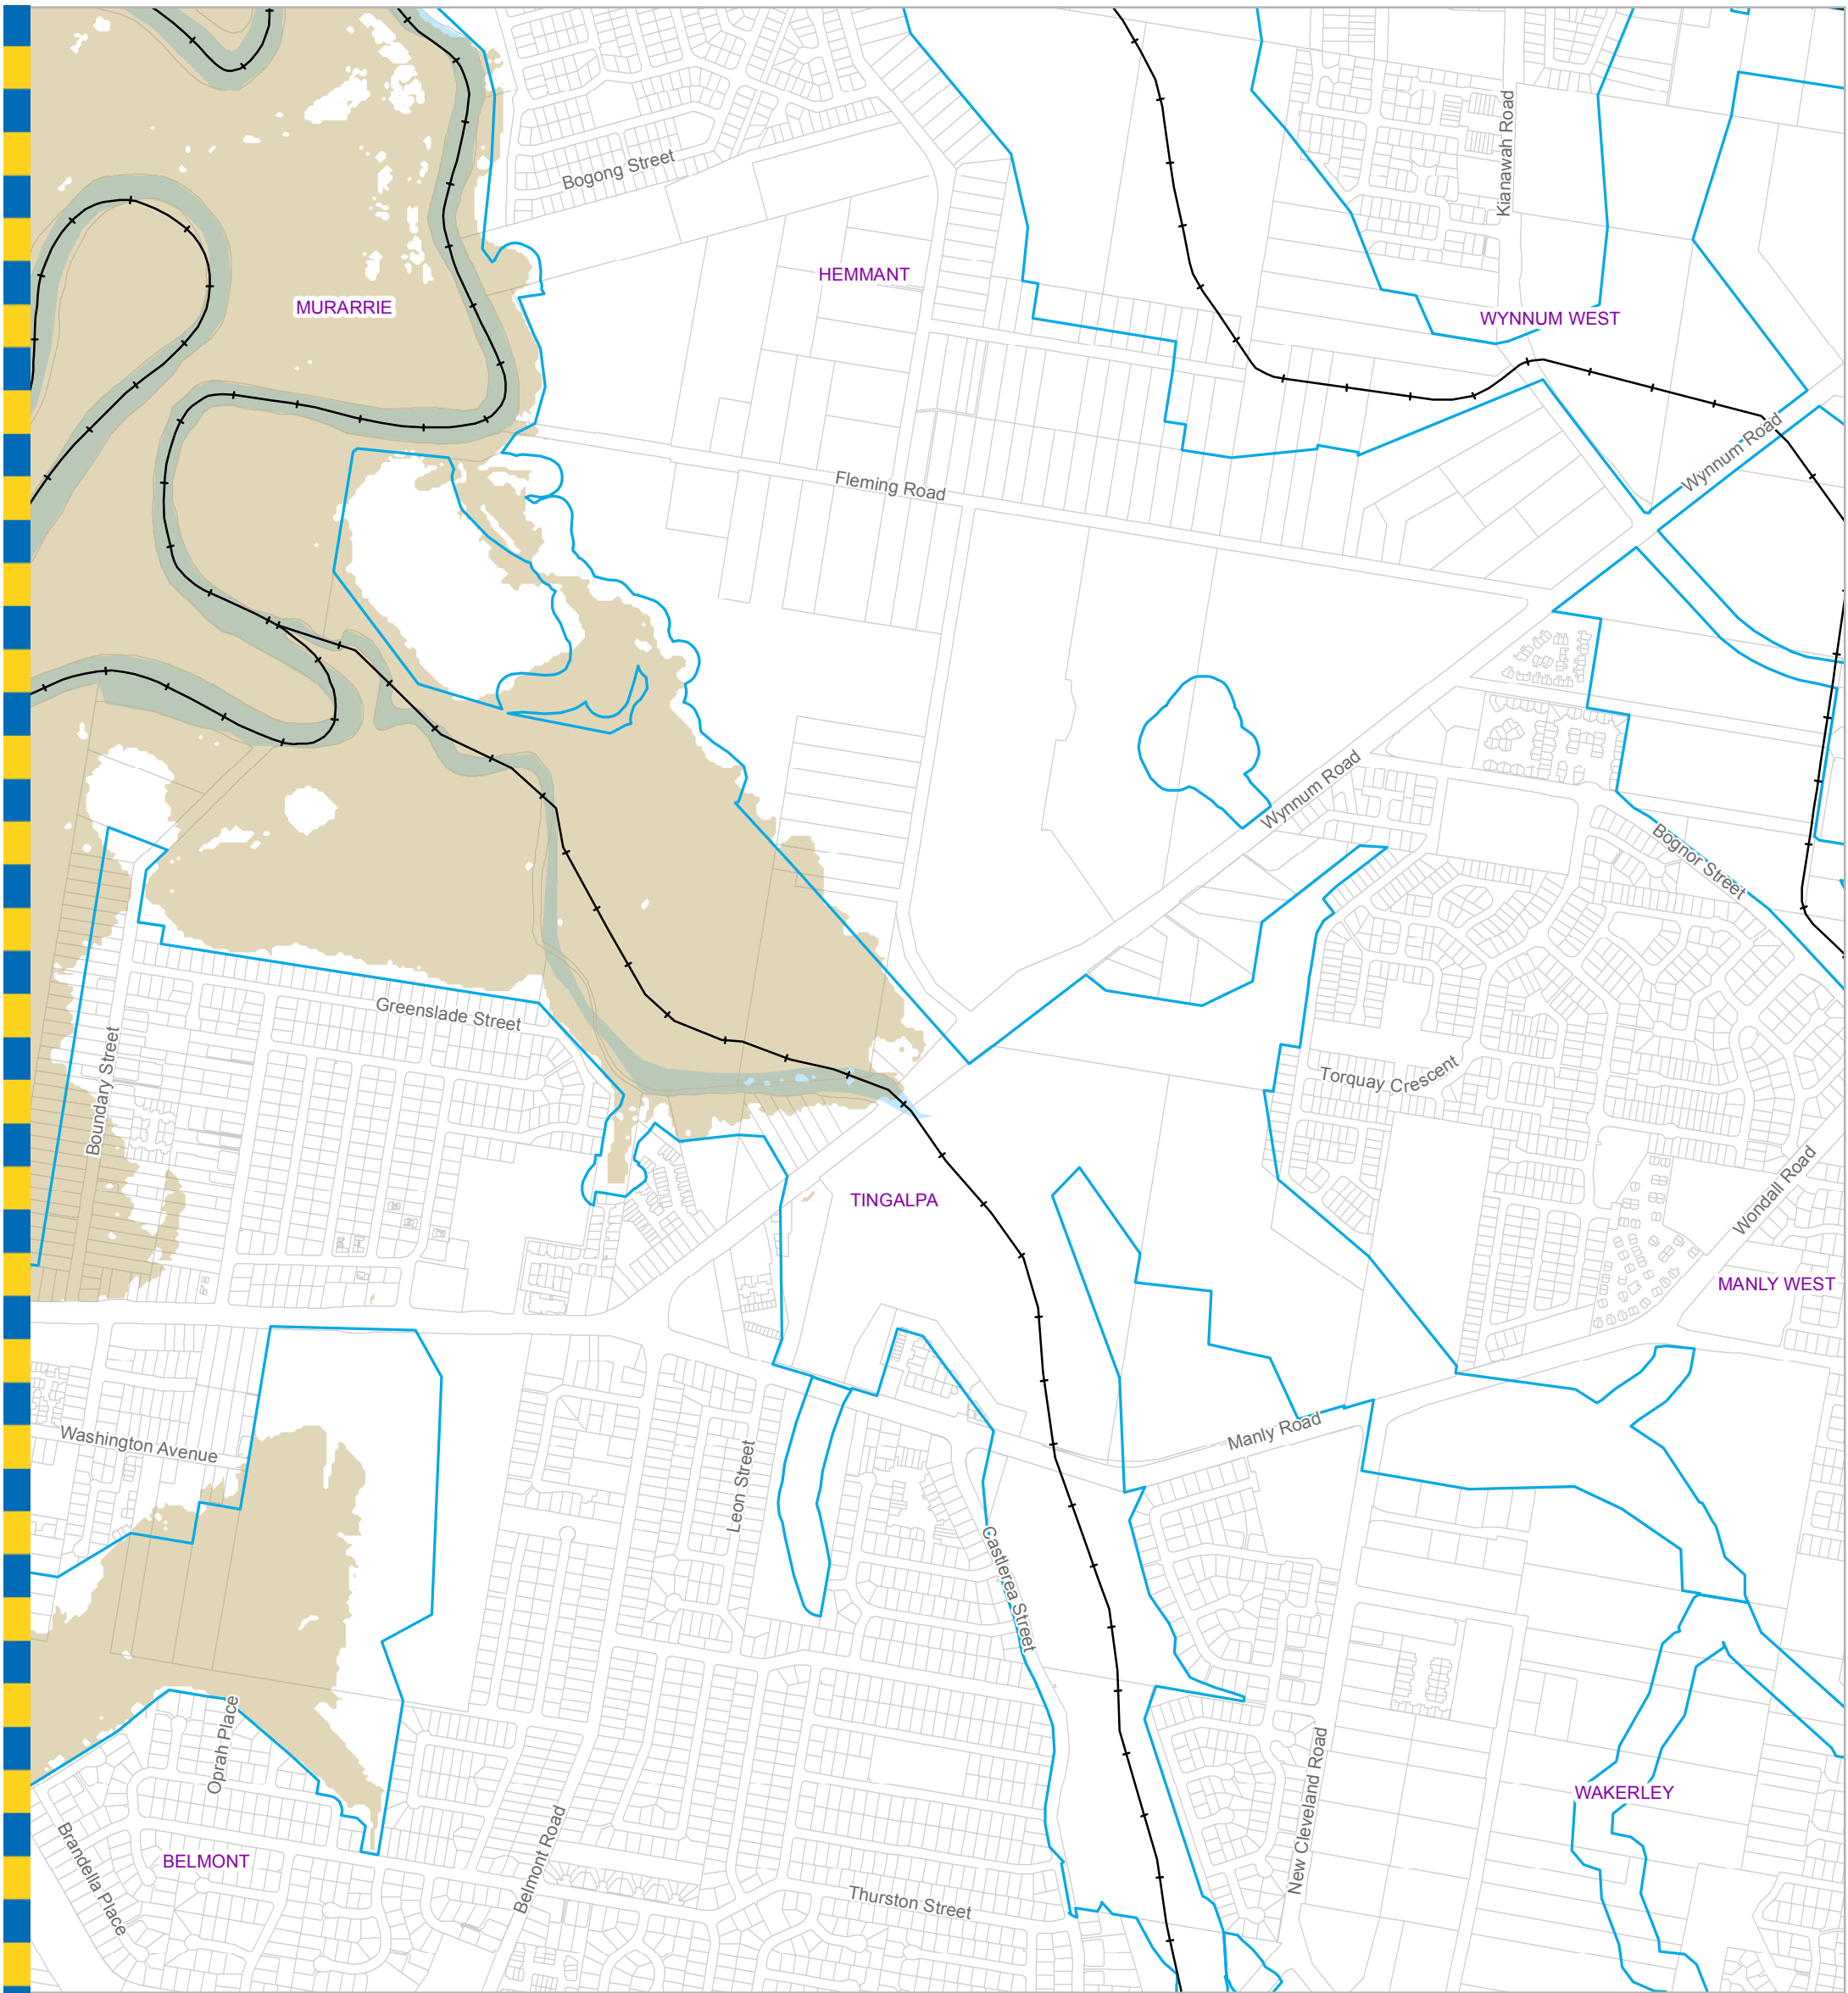 Kianawah Road
Bogong Street
HEMMANT
MURARRIE
WYNNUM WEST
Wynnum Road
Fleming Road
Wynnum Road
Bognor Street
Greenslade Street
Boundary Street
Torquay Crescent
Wondall Road
TINGALPA
MANLY WEST
Manly Road
Washington Avenue
Leon Street
Castlerea Street
Oprah Place
New Cleveland Road
WAKERLEY
Belmont Road
Brandella Place
BELMONT
Thurston Street